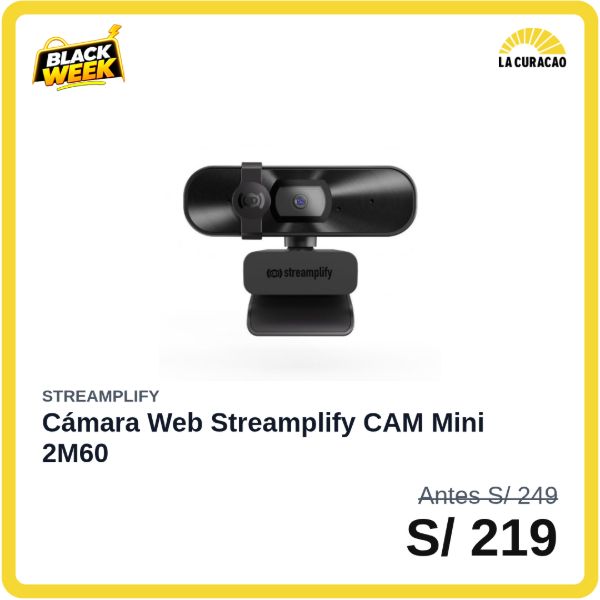 BLACK
WEEK
LA CURACAO
streamplify
STREAMPLIFY
Cámara Web Streamplify CAM Mini
2M60
Antes S/ 249
S/ 219